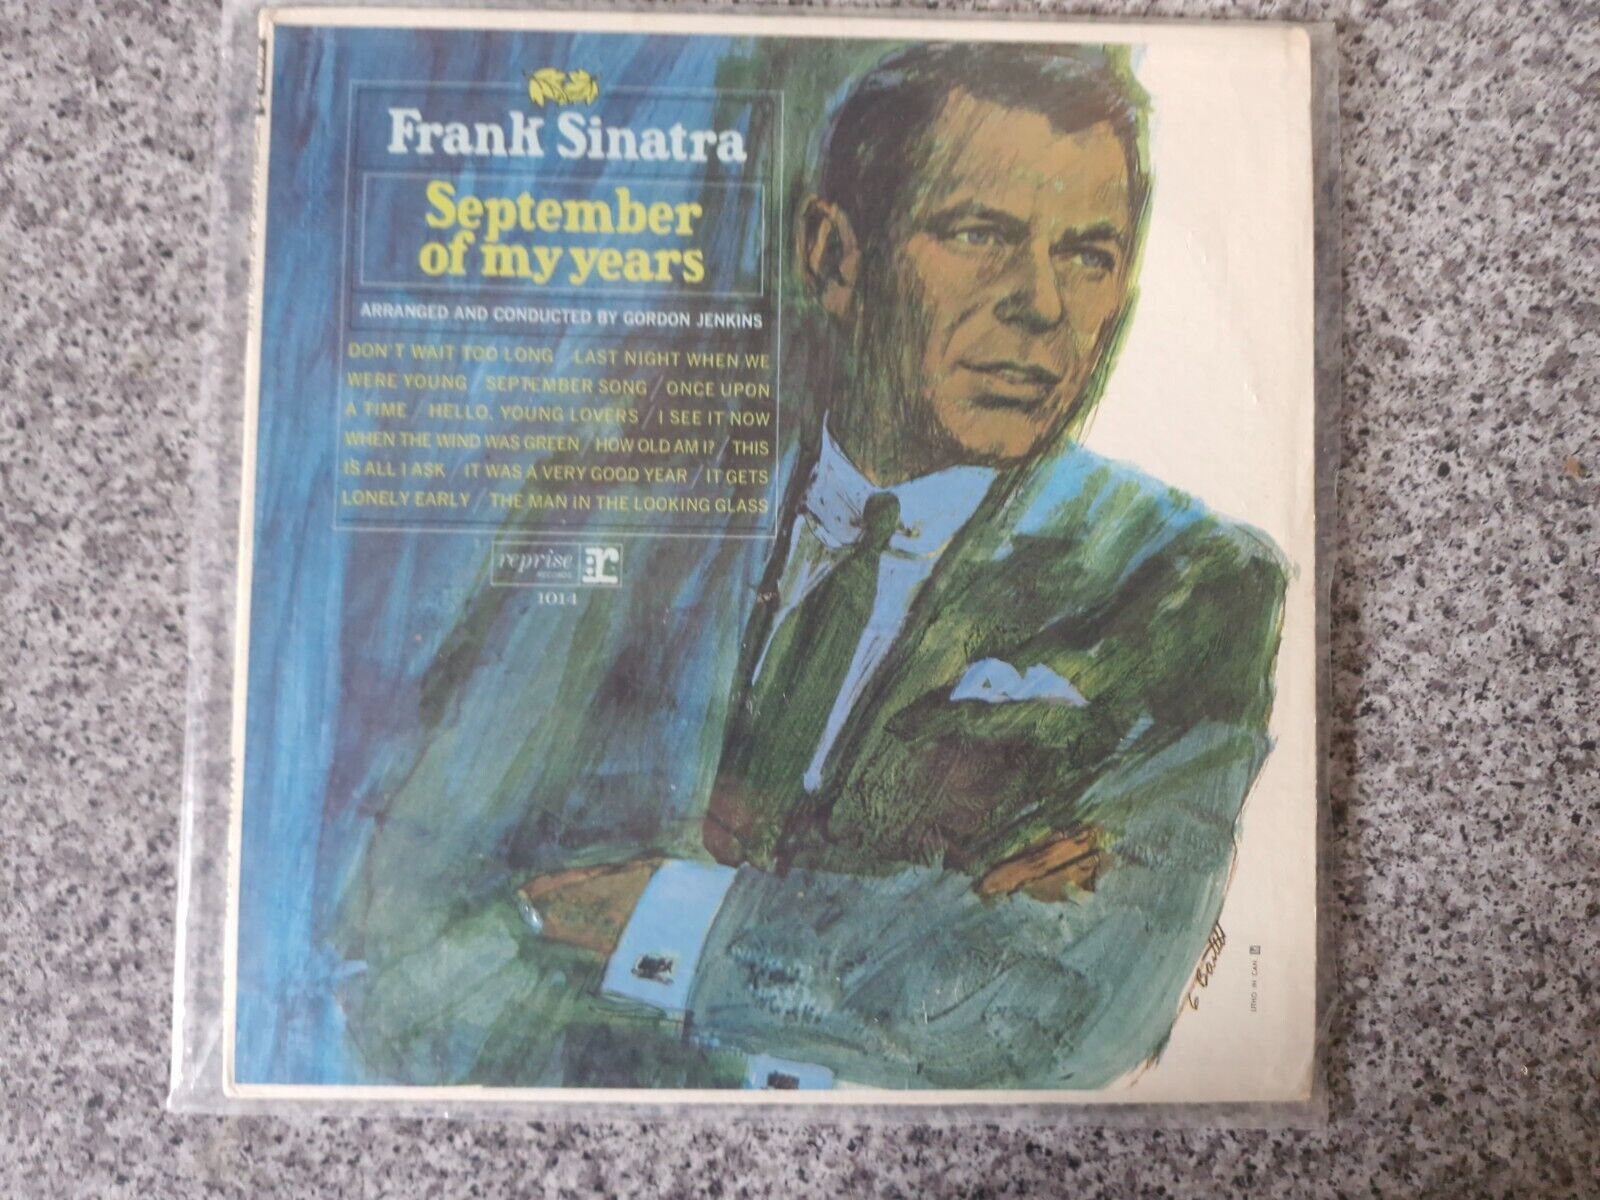 Frank Sinatra
September
of my years
ARRANGED AND CONDUCTED BY GORDON JENKINS
DON'T WAIT TOO LONG / LAST NIGHT WHEN WE
WERE YOUNG / SEPTEMBER SONG / ONCE UPON
A TIME / HELLO, YOUNG LOVERS / I SEE IT NOW
WHEN THE WIND WAS GREEN / HOW OLD AM I? / THIS
IS ALL I ASK / IT WAS A VERY GOOD YEAR / IT GETS
LONELY EARLY / THE MAN IN THE LOOKING GLASS
reprise
RECORDS
r:
1014
LITHO IN CAN.